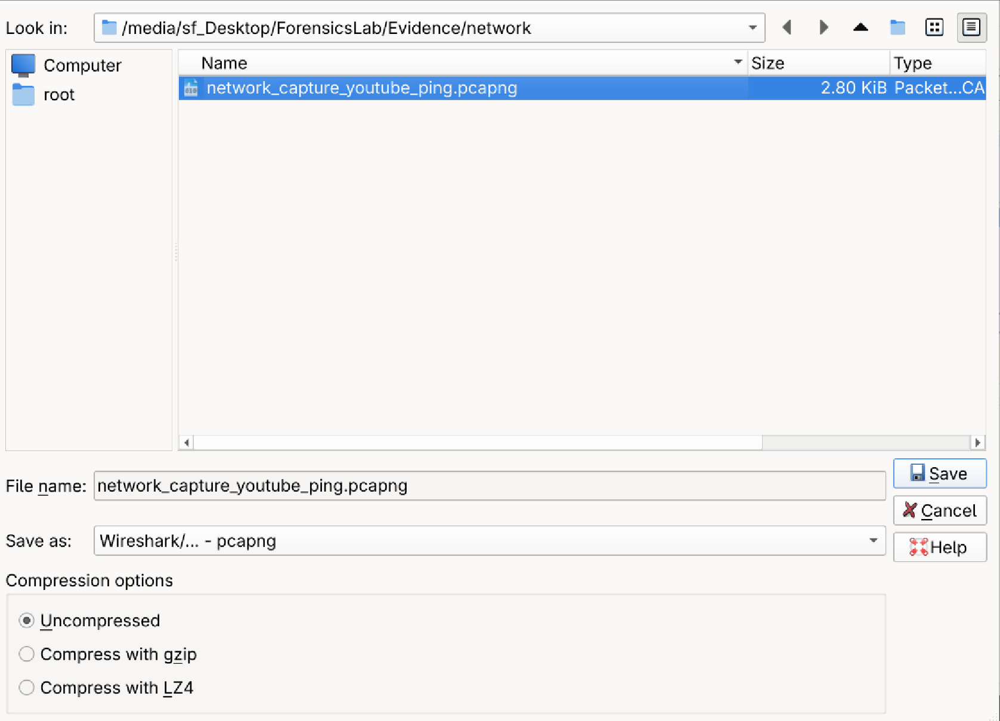 Look in: /media/sf_Desktop/ForensicsLab/Evidence/network
Computer
root
Name Size Type
network_capture_youtube_ping.pcapng 2.80 KiB Packet...CA
File name: network_capture_youtube_ping.pcapng
Save
Cancel
Save as: Wireshark/... - pcapng
Help
Compression options
Uncompressed
Compress with gzip
Compress with LZ4